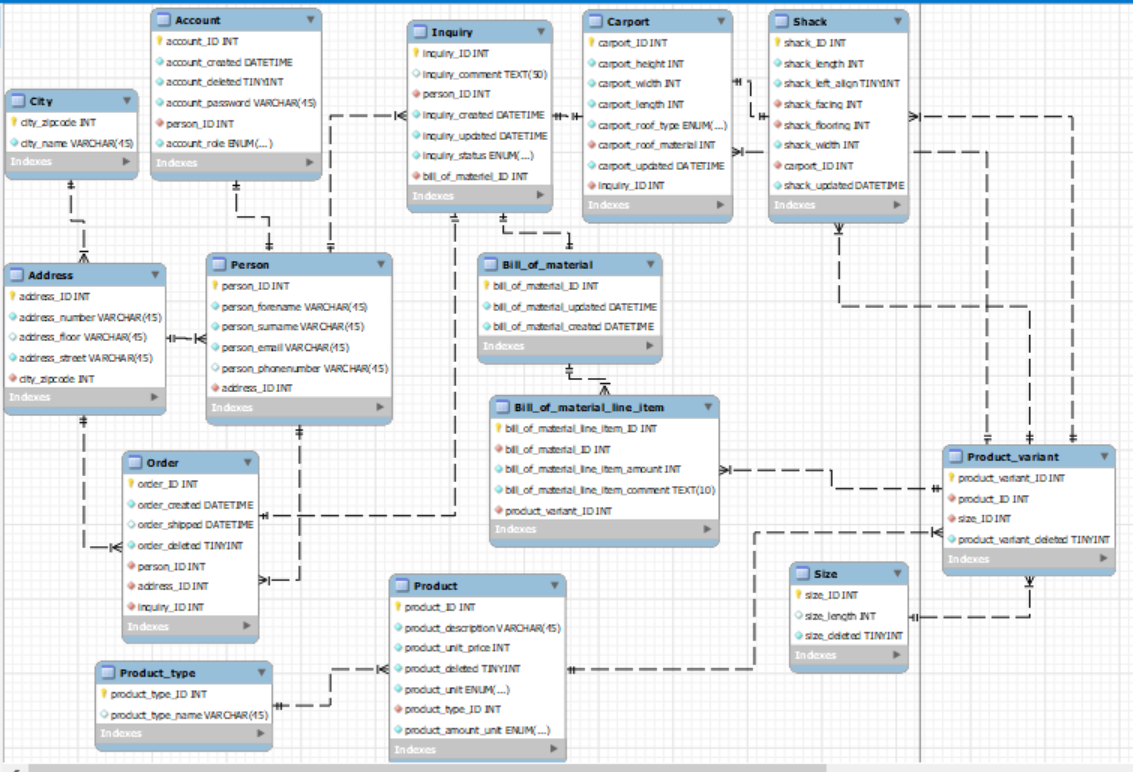 Account
account_ID INT
account_created DATETIME
account_deleted TINYINT
account_password VARCHAR(45)
person_ID INT
account_role ENUM(...)
Indexes
Inquiry
inquiry_ID INT
inquiry_comment TEXT(50)
person_ID INT
inquiry_created DATETIME
inquiry_updated DATETIME
inquiry_status ENUM(...)
bill_of_materiel_ID INT
Indexes
Carport
carport_ID INT
carport_height INT
carport_width INT
carport_length INT
carport_roof_type ENUM(...)
carport_roof_material INT
carport_updated DATETIME
inquiry_ID INT
Indexes
Shack
shack_ID INT
shack_length INT
shack_left_align TINYINT
shack_facing INT
shack_flooring INT
shack_width INT
carport_ID INT
shack_updated DATETIME
Indexes
City
city_zipcode INT
city_name VARCHAR(45)
Indexes
Address
address_ID INT
address_number VARCHAR(45)
address_floor VARCHAR(45)
address_street VARCHAR(45)
city_zipcode INT
Indexes
Person
person_ID INT
person_forename VARCHAR(45)
person_surname VARCHAR(45)
person_email VARCHAR(45)
person_phonenumber VARCHAR(45)
address_ID INT
Indexes
Bill_of_material
bill_of_material_ID INT
bill_of_material_updated DATETIME
bill_of_material_created DATETIME
Indexes
Bill_of_material_line_item
bill_of_material_line_item_ID INT
bill_of_material_ID INT
bill_of_material_line_item_amount INT
bill_of_material_line_item_comment TEXT(10)
product_variant_ID INT
Indexes
Order
order_ID INT
order_created DATETIME
order_shipped DATETIME
order_deleted TINYINT
person_ID INT
address_ID INT
inquiry_ID INT
Indexes
Product_variant
product_variant_ID INT
product_ID INT
size_ID INT
product_variant_deleted TINYINT
Indexes
Size
size_ID INT
size_length INT
size_deleted TINYINT
Indexes
Product
product_ID INT
product_description VARCHAR(45)
product_unit_price INT
product_deleted TINYINT
product_unit ENUM(...)
product_type_ID INT
product_amount_unit ENUM(...)
Indexes
Product_type
product_type_ID INT
product_type_name VARCHAR(45)
Indexes